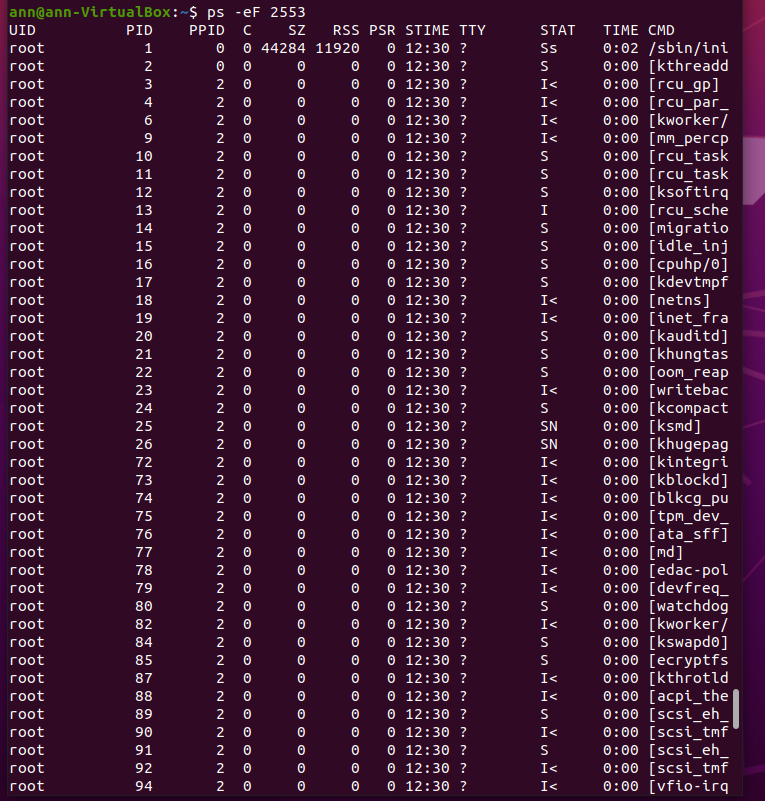 ann@ann-VirtualBox:~$ ps -eF 2553
UID          PID    PPID  C    SZ   RSS PSR STIME TTY      STAT   TIME CMD
root           1       0  0 44284 11920   0 12:30 ?        Ss     0:02 /sbin/ini
root           2       0  0     0     0   0 12:30 ?        S      0:00 [kthreadd
root           3       2  0     0     0   0 12:30 ?        I<     0:00 [rcu_gp]
root           4       2  0     0     0   0 12:30 ?        I<     0:00 [rcu_par_
root           6       2  0     0     0   0 12:30 ?        I<     0:00 [kworker/
root           9       2  0     0     0   0 12:30 ?        I<     0:00 [mm_percp
root          10       2  0     0     0   0 12:30 ?        S      0:00 [rcu_task
root          11       2  0     0     0   0 12:30 ?        S      0:00 [rcu_task
root          12       2  0     0     0   0 12:30 ?        S      0:00 [ksoftirq
root          13       2  0     0     0   0 12:30 ?        I      0:00 [rcu_sche
root          14       2  0     0     0   0 12:30 ?        S      0:00 [migratio
root          15       2  0     0     0   0 12:30 ?        S      0:00 [idle_inj
root          16       2  0     0     0   0 12:30 ?        S      0:00 [cpuhp/0]
root          17       2  0     0     0   0 12:30 ?        S      0:00 [kdevtmpf
root          18       2  0     0     0   0 12:30 ?        I<     0:00 [netns]
root          19       2  0     0     0   0 12:30 ?        I<     0:00 [inet_fra
root          20       2  0     0     0   0 12:30 ?        S      0:00 [kauditd]
root          21       2  0     0     0   0 12:30 ?        S      0:00 [khungtas
root          22       2  0     0     0   0 12:30 ?        S      0:00 [oom_reap
root          23       2  0     0     0   0 12:30 ?        I<     0:00 [writebac
root          24       2  0     0     0   0 12:30 ?        S      0:00 [kcompact
root          25       2  0     0     0   0 12:30 ?        SN     0:00 [ksmd]
root          26       2  0     0     0   0 12:30 ?        SN     0:00 [khugepag
root          72       2  0     0     0   0 12:30 ?        I<     0:00 [kintegri
root          73       2  0     0     0   0 12:30 ?        I<     0:00 [kblockd]
root          74       2  0     0     0   0 12:30 ?        I<     0:00 [blkcg_pu
root          75       2  0     0     0   0 12:30 ?        I<     0:00 [tpm_dev_
root          76       2  0     0     0   0 12:30 ?        I<     0:00 [ata_sff]
root          77       2  0     0     0   0 12:30 ?        I<     0:00 [md]
root          78       2  0     0     0   0 12:30 ?        I<     0:00 [edac-pol
root          79       2  0     0     0   0 12:30 ?        I<     0:00 [devfreq_
root          80       2  0     0     0   0 12:30 ?        S      0:00 [watchdog
root          82       2  0     0     0   0 12:30 ?        I<     0:00 [kworker/
root          84       2  0     0     0   0 12:30 ?        S      0:00 [kswapd0]
root          85       2  0     0     0   0 12:30 ?        S      0:00 [ecryptfs
root          87       2  0     0     0   0 12:30 ?        I<     0:00 [kthrotld
root          88       2  0     0     0   0 12:30 ?        I<     0:00 [acpi_the
root          89       2  0     0     0   0 12:30 ?        S      0:00 [scsi_eh_
root          90       2  0     0     0   0 12:30 ?        I<     0:00 [scsi_tmf
root          91       2  0     0     0   0 12:30 ?        S      0:00 [scsi_eh_
root          92       2  0     0     0   0 12:30 ?        I<     0:00 [scsi_tmf
root          94       2  0     0     0   0 12:30 ?        I<     0:00 [vfio-irq